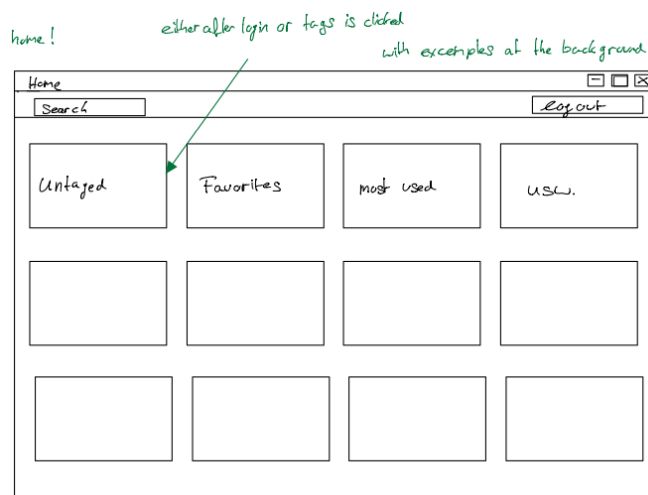 home!
either after login or tags is clicked
with excemples at the background
Home
Search
logout
Untaged
Favorites
most used
usw.